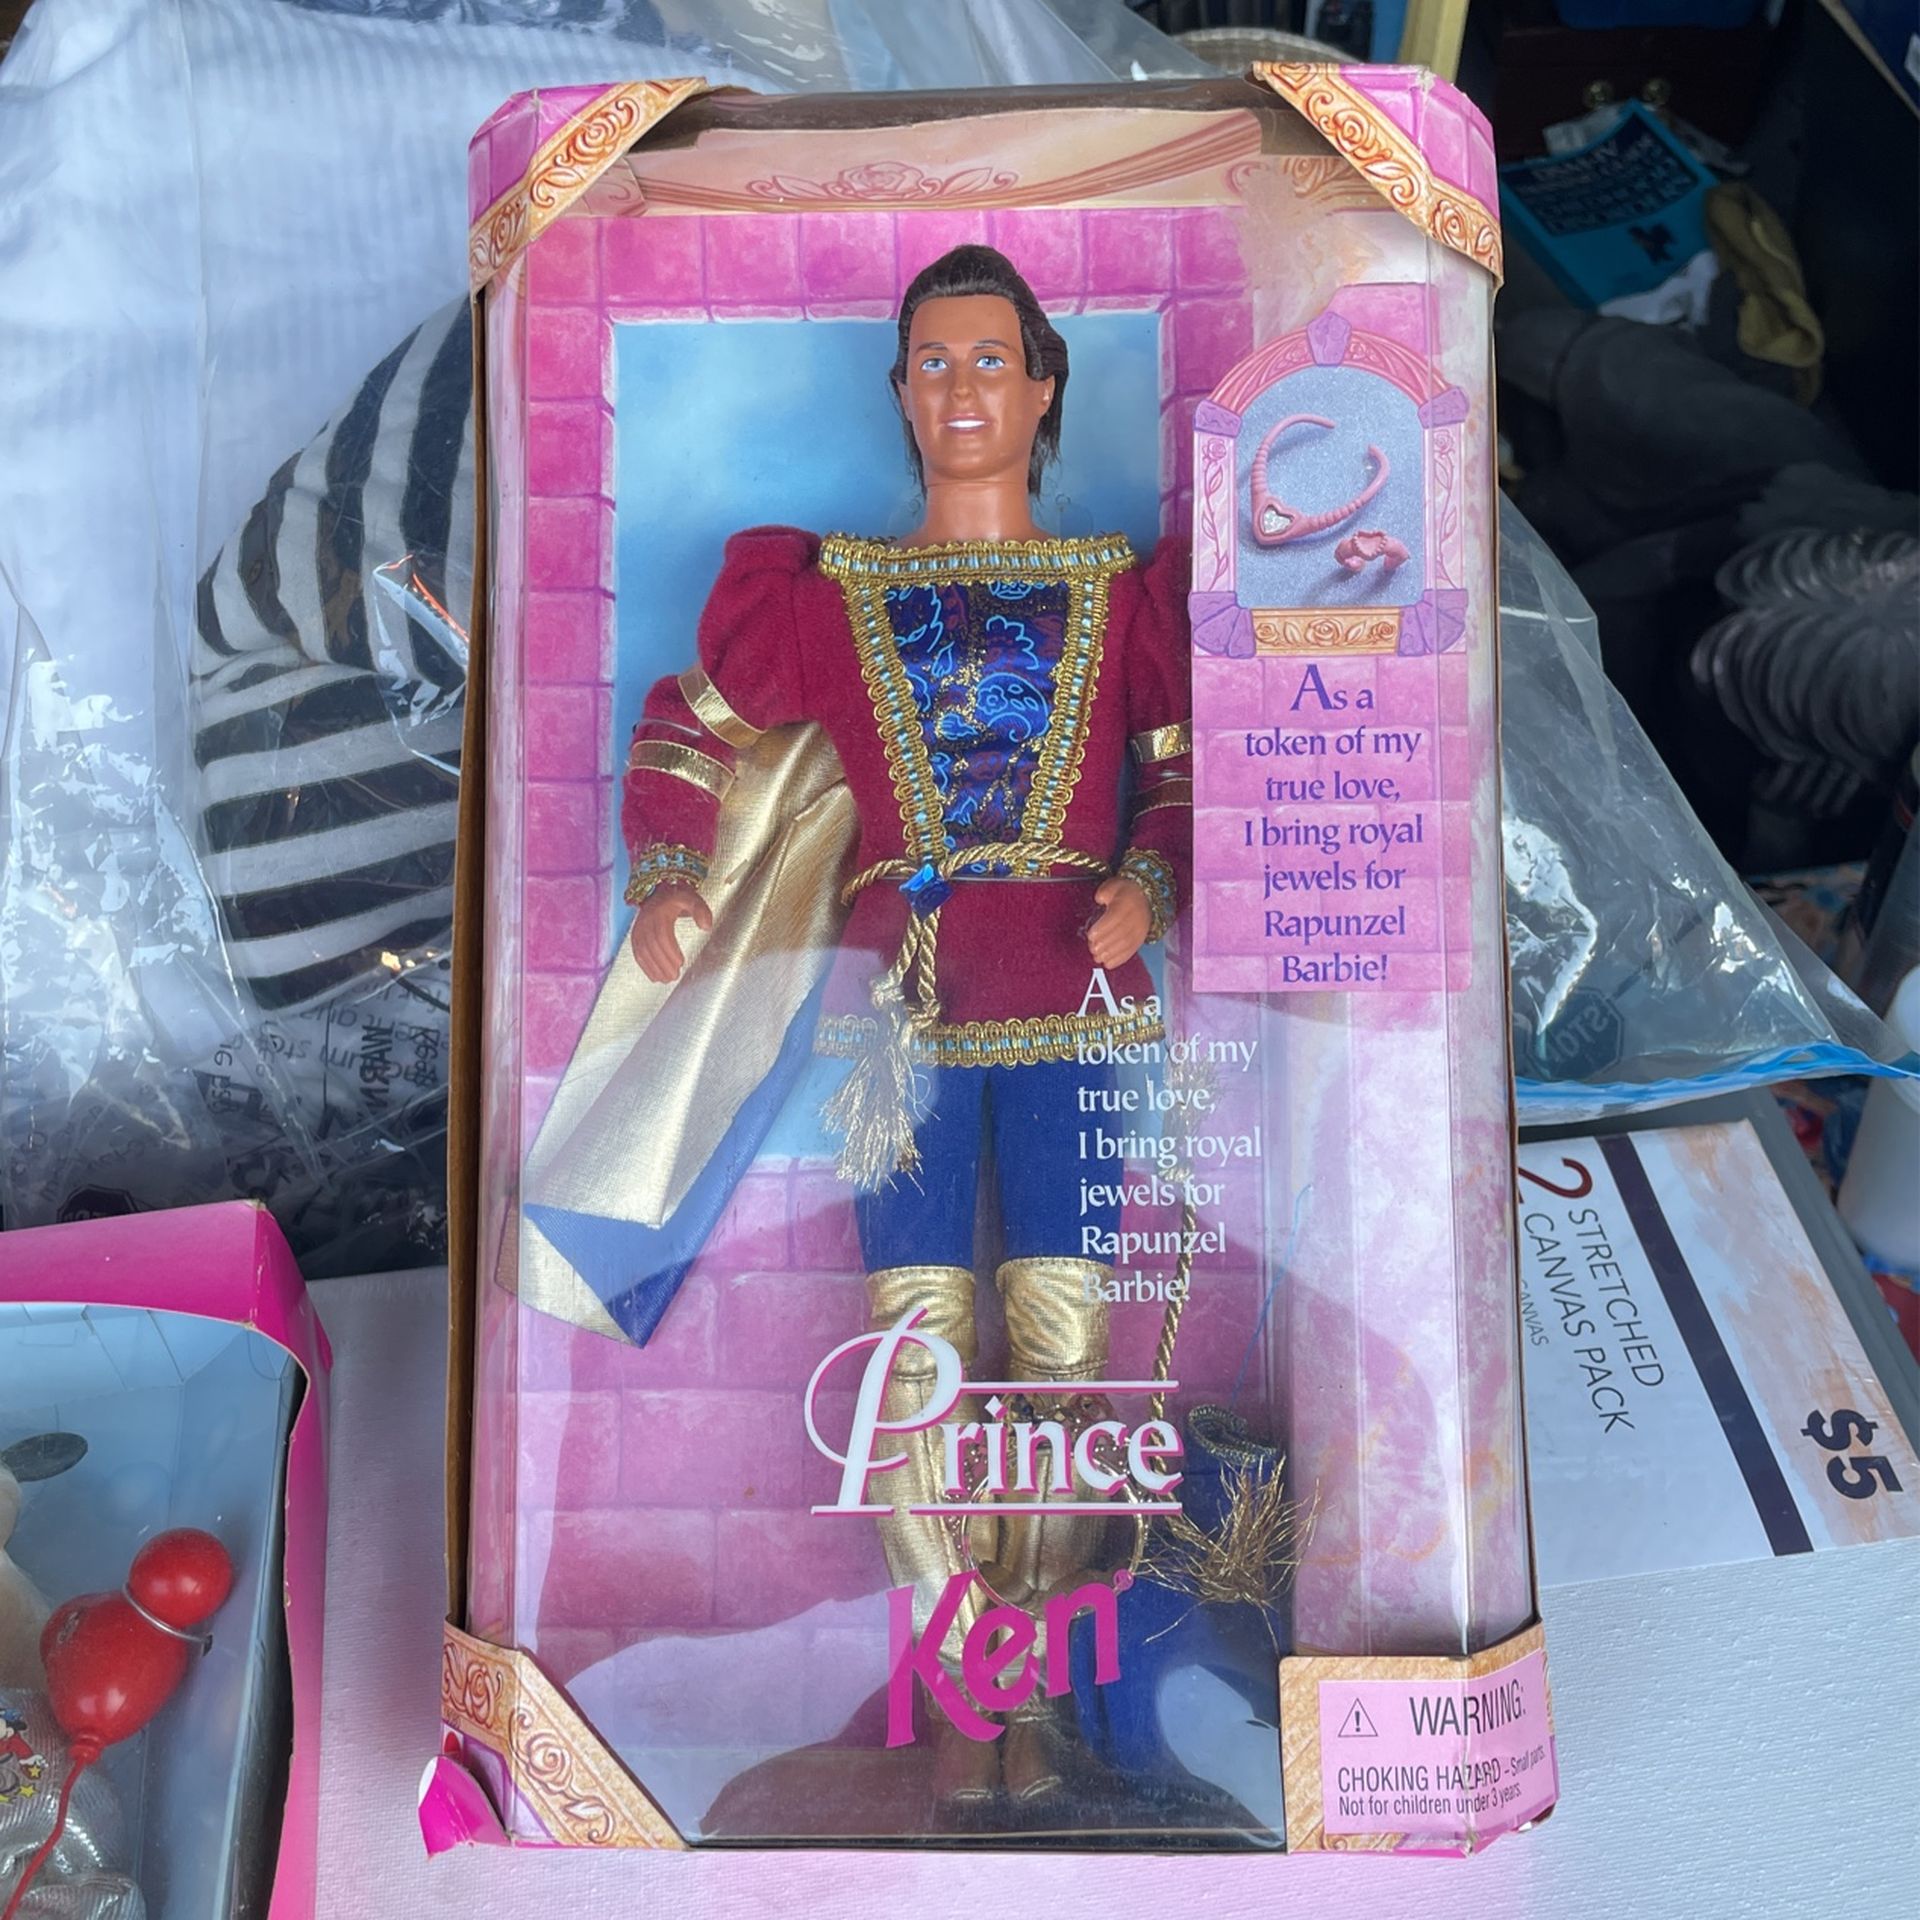 As a
token of my
true love,
I bring royal
jewels for
Rapunzel
Barbie!
As a
token of my
true love,
I bring royal
jewels for
Rapunzel
Barbie!
Prince
Ken®
WARNING:
CHOKING HAZARD - Small parts.
Not for children under 3 years.
2 STRETCHED
CANVAS PACK
CANVAS
$5